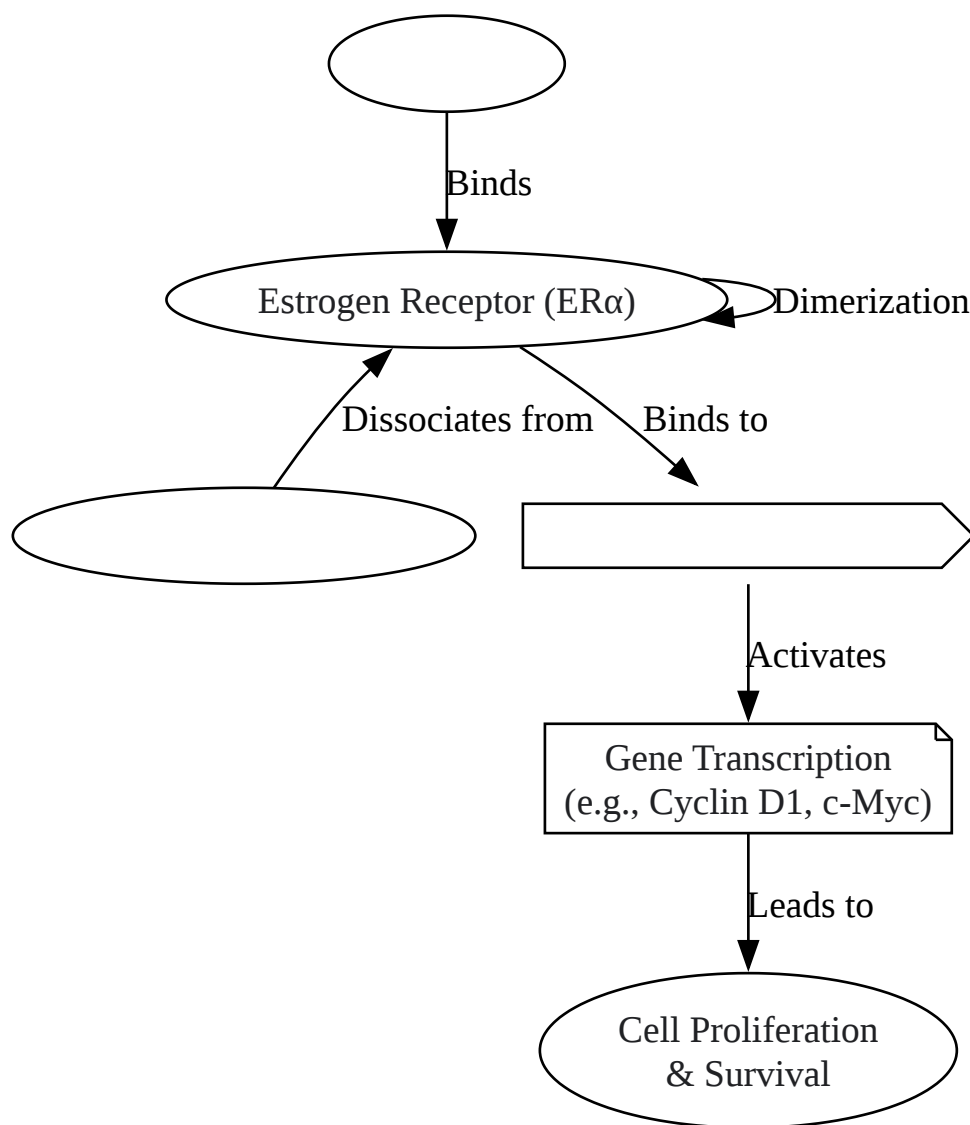 Binds
Estrogen Receptor (ERα)
Dimerization
Dissociates from
Binds to
Activates
Gene Transcription
(e.g., Cyclin D1, c-Myc)
Leads to
Cell Proliferation
& Survival